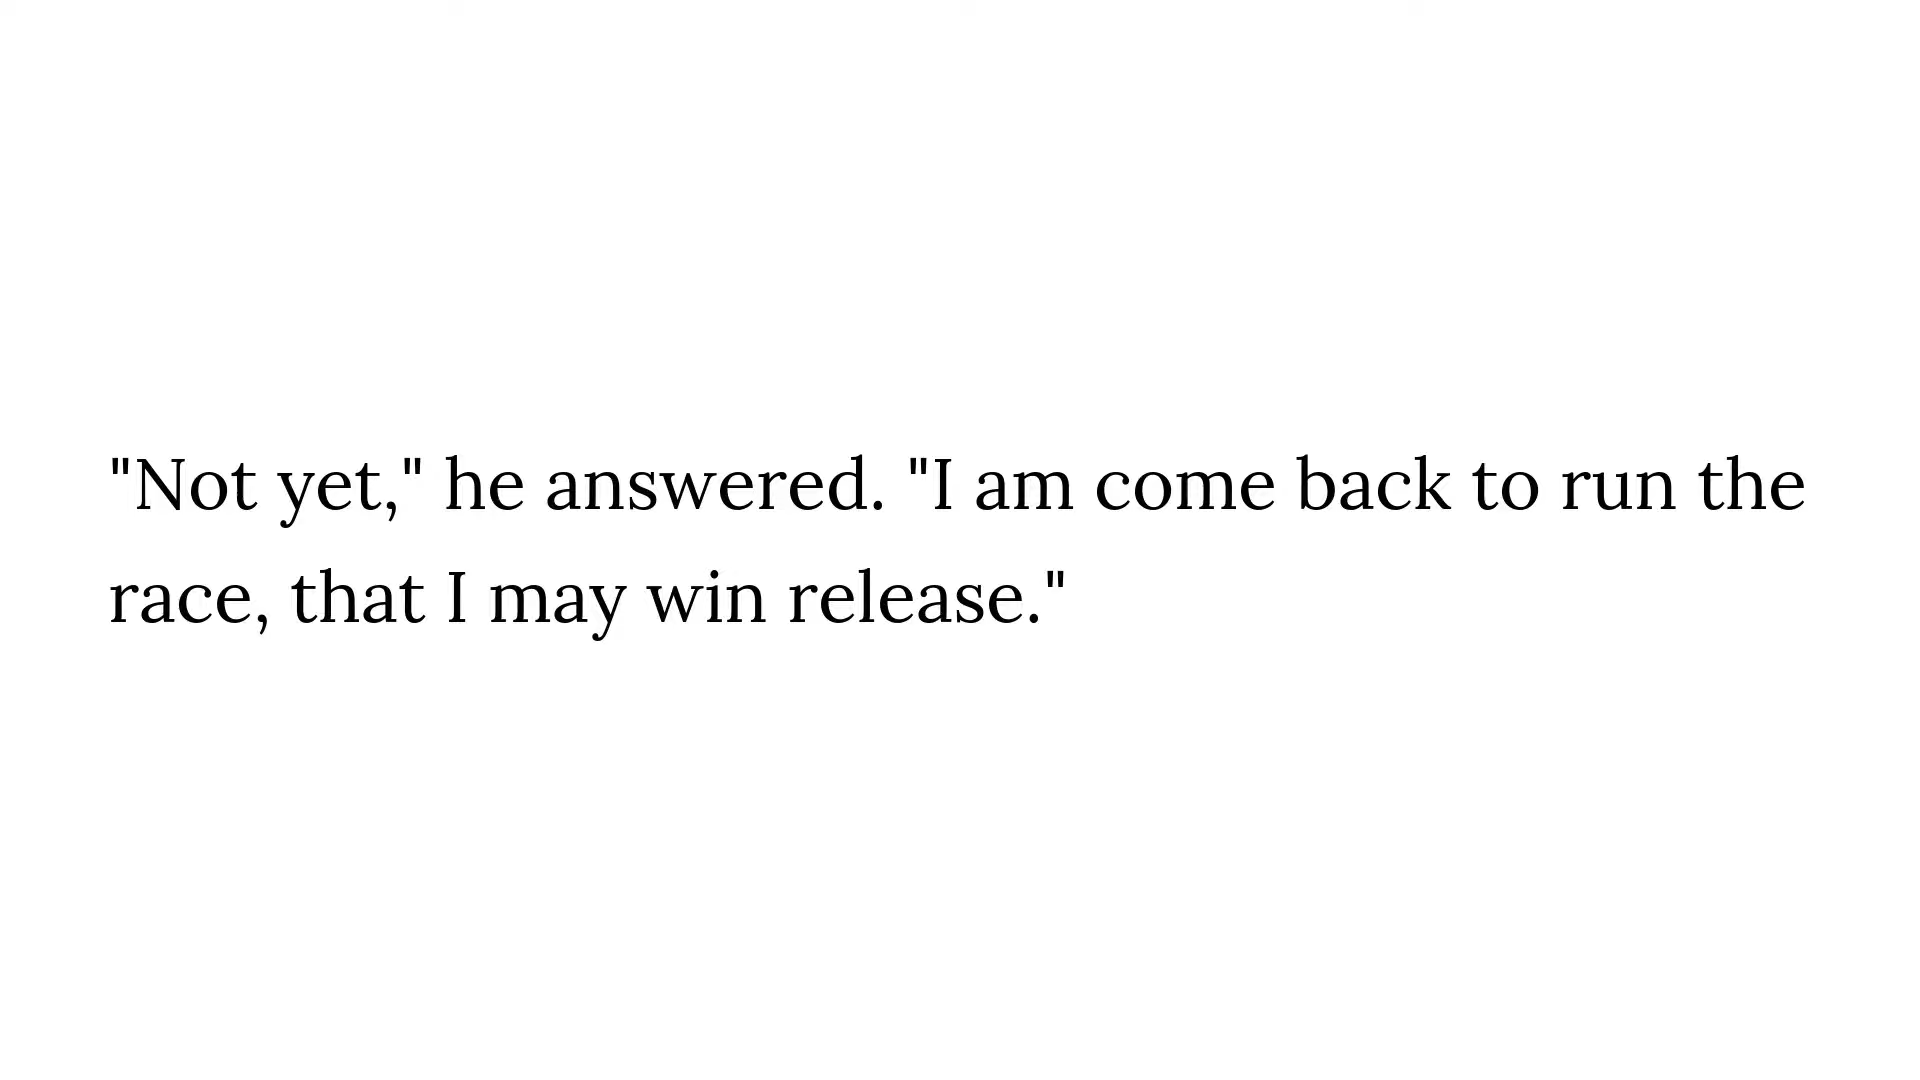 "Not yet," he answered. "I am come back to run the
race, that I may win release."